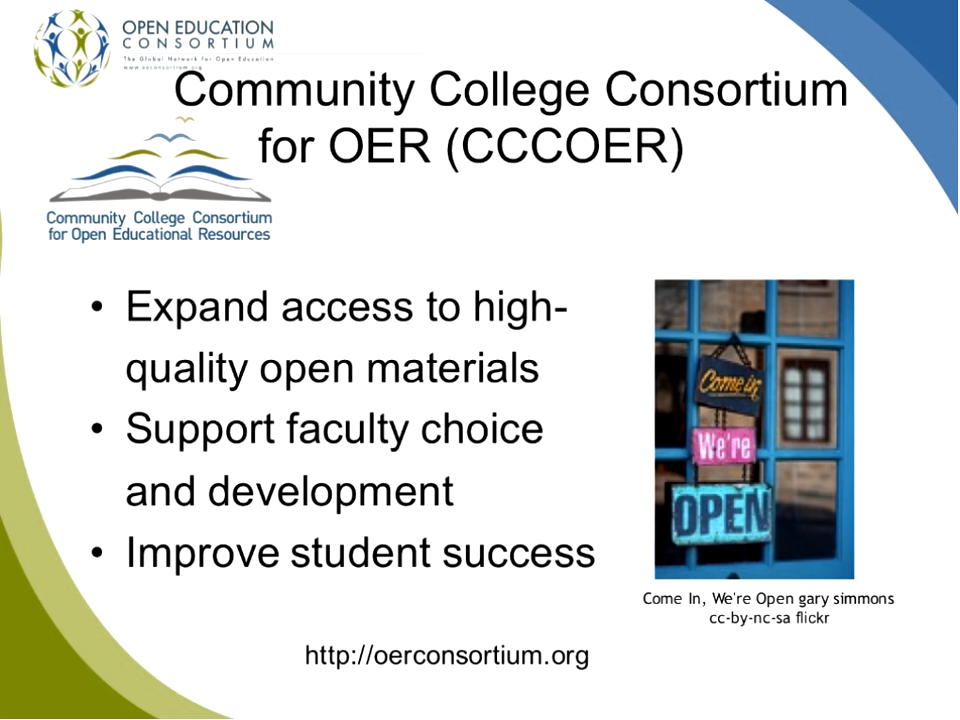 OPEN EDUCATION
CONSORTIUM
The Global Network for Open Education
www.oeconsortium.org
Community College Consortium
for OER (CCCOER)
Community College Consortium
for Open Educational Resources
• Expand access to high-
quality open materials
• Support faculty choice
and development
• Improve student success
Come in
We're
OPEN
Come In, We're Open gary simmons
cc-by-nc-sa flickr
http://oerconsortium.org